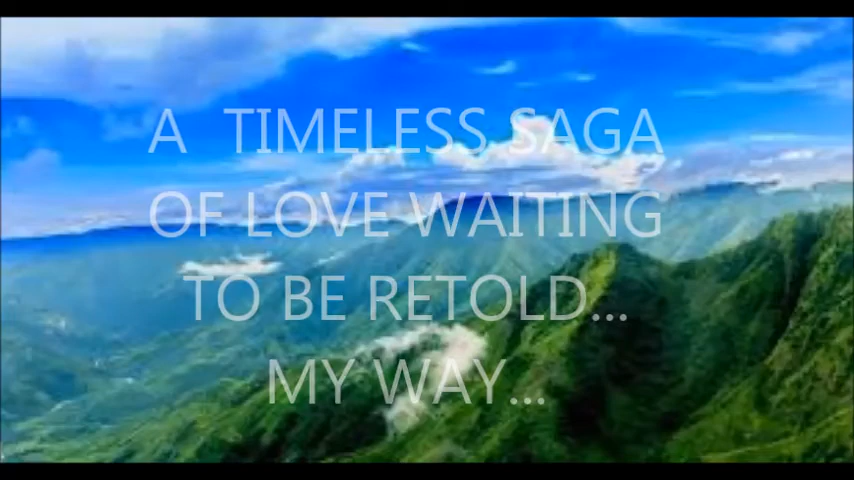 A TIMELESS SAGA
OF LOVE WAITING
TO BE RETOLD...
MY WAY...